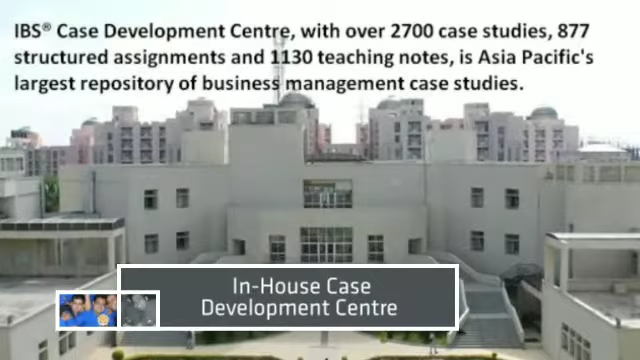 IBS® Case Development Centre, with over 2700 case studies, 877
structured assignments and 1130 teaching notes, is Asia Pacific's
largest repository of business management case studies.
In-House Case
Development Centre